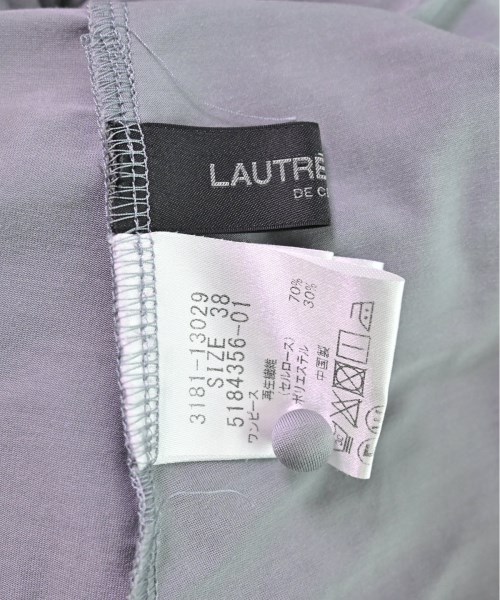 LAUTRÈ
DE C
3181-13029
SIZE 38
5184356-01
ワンピース
再生繊維
(セルロース) 70%
ポリエステル 30%
中国製